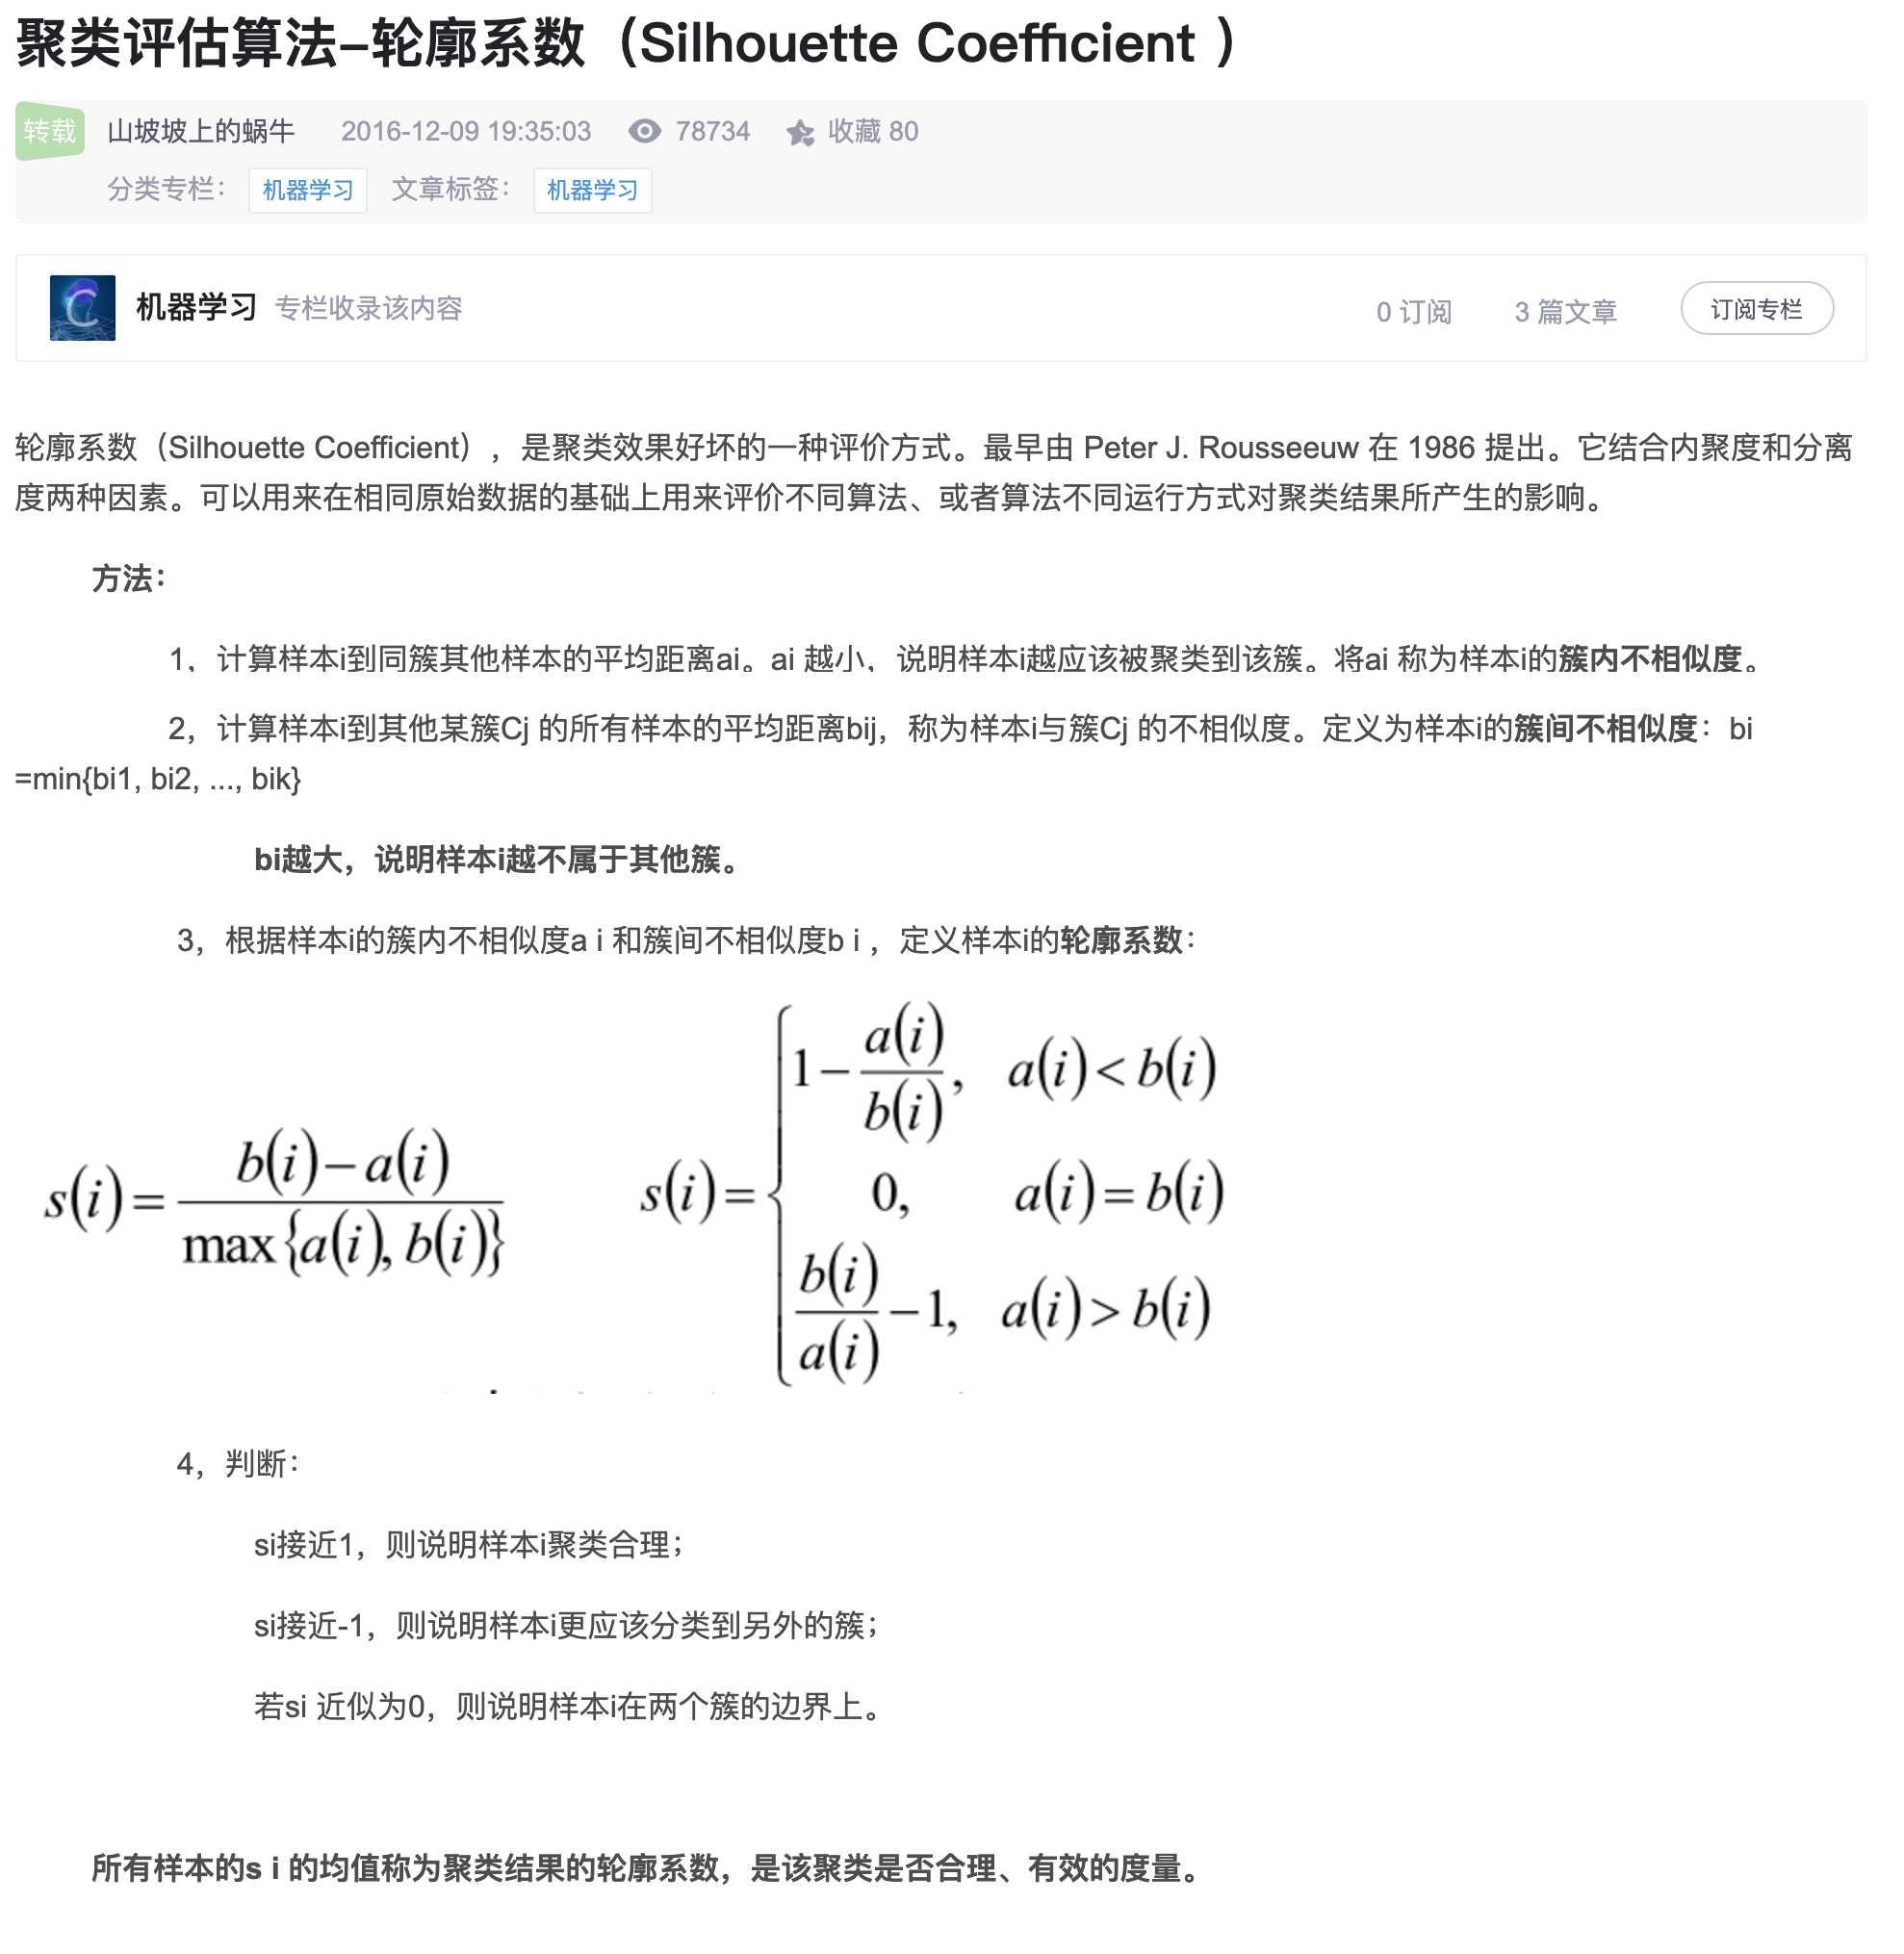 聚类评估算法–轮廓系数（Silhouette Coefficient ）
转载 山坡坡上的蜗牛 2016-12-09 19:35:03 78734 收藏 80
分类专栏： 机器学习 文章标签： 机器学习
机器学习 专栏收录该内容 0 订阅 3 篇文章 订阅专栏
轮廓系数（Silhouette Coefficient），是聚类效果好坏的一种评价方式。最早由 Peter J. Rousseeuw 在 1986 提出。它结合内聚度和分离
度两种因素。可以用来在相同原始数据的基础上用来评价不同算法、或者算法不同运行方式对聚类结果所产生的影响。
方法：
1，计算样本i到同簇其他样本的平均距离ai。ai 越小，说明样本i越应该被聚类到该簇。将ai 称为样本i的簇内不相似度。
2，计算样本i到其他某簇Cj 的所有样本的平均距离bij，称为样本i与簇Cj 的不相似度。定义为样本i的簇间不相似度：bi
=min{bi1, bi2, ..., bik}
bi越大，说明样本i越不属于其他簇。
3，根据样本i的簇内不相似度a i 和簇间不相似度b i ，定义样本i的轮廓系数：
s(i)= b(i)−a(i) / max{a(i), b(i)}
s(i)= { 1− a(i)/b(i), a(i)<b(i)
0, a(i)=b(i)
b(i)/a(i) −1, a(i)>b(i)
4，判断：
si接近1，则说明样本i聚类合理；
si接近-1，则说明样本i更应该分类到另外的簇；
若si 近似为0，则说明样本i在两个簇的边界上。
所有样本的s i 的均值称为聚类结果的轮廓系数，是该聚类是否合理、有效的度量。